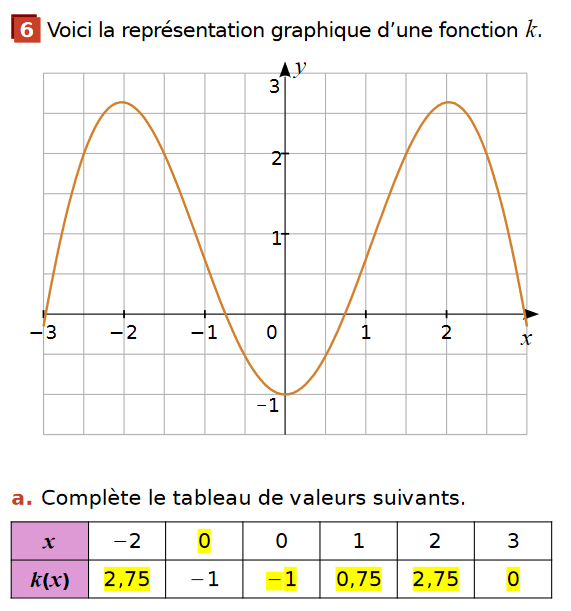 6 Voici la représentation graphique d’une fonction k.
y
3
2
1
−3 −2 −1 0 1 2 x
−1
a. Complète le tableau de valeurs suivants.
x −2 0 0 1 2 3
k(x) 2,75 −1 −1 0,75 2,75 0